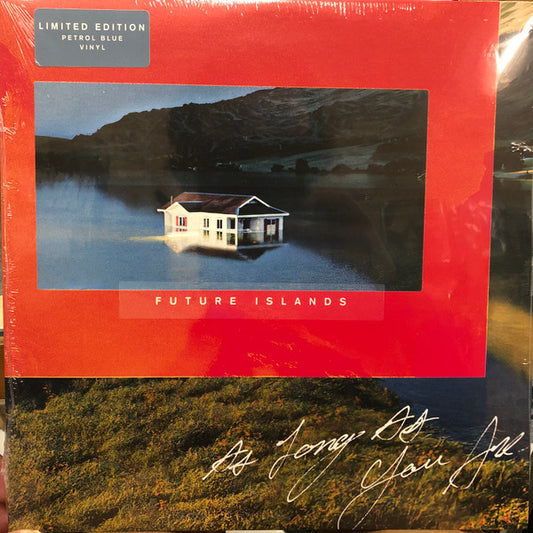 LIMITED EDITION
PETROL BLUE
VINYL
FUTURE ISLANDS
As Long As
You Are